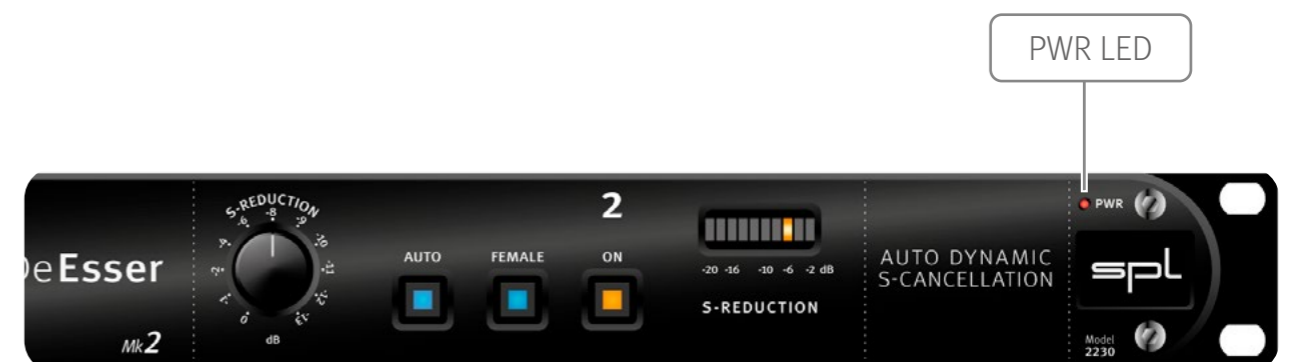 PWR LED
DeEsser
Mk2
S-REDUCTION
0 -1 -2 -4 -6 -8 -9 -10 -11 -12 -13
dB
AUTO
FEMALE
2
ON
-20 -16 -10 -6 -2 dB
S-REDUCTION
AUTO DYNAMIC
S-CANCELLATION
PWR
spl
Model
2230